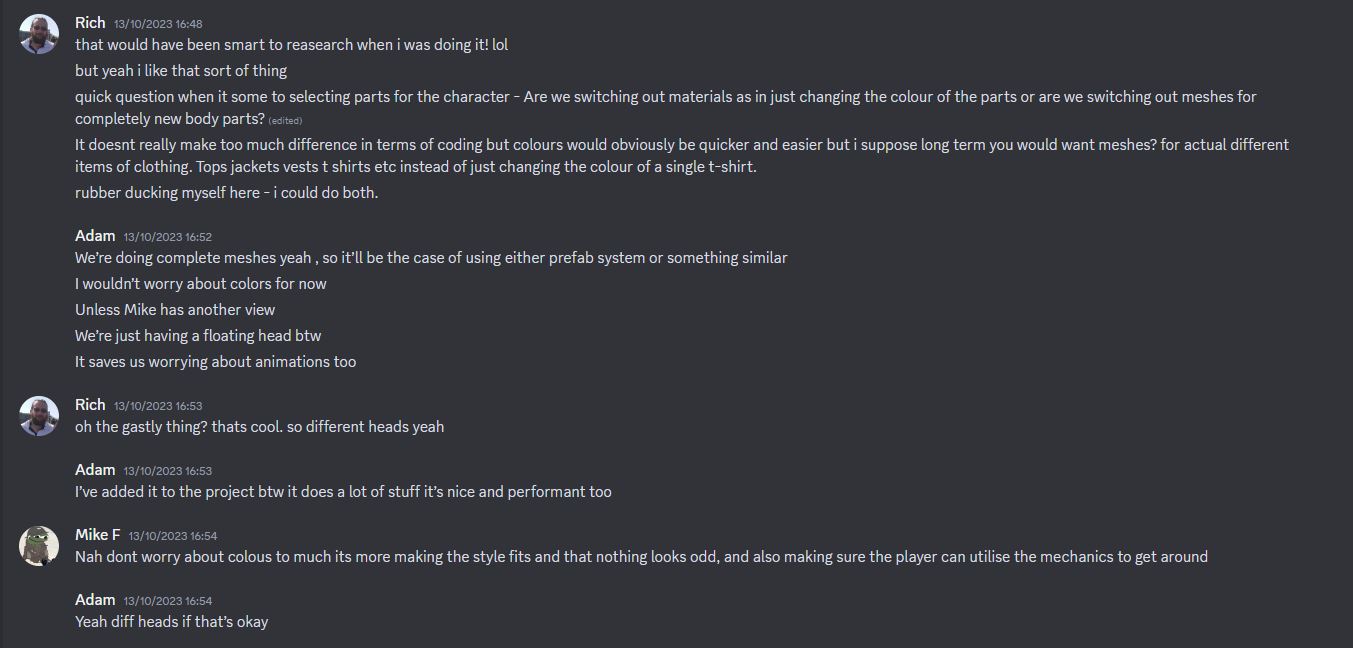 Rich 13/10/2023 16:48
that would have been smart to reasearch when i was doing it! lol
but yeah i like that sort of thing
quick question when it some to selecting parts for the character - Are we switching out materials as in just changing the colour of the parts or are we switching out meshes for
completely new body parts? (edited)
It doesnt really make too much difference in terms of coding but colours would obviously be quicker and easier but i suppose long term you would want meshes? for actual different
items of clothing. Tops jackets vests t shirts etc instead of just changing the colour of a single t-shirt.
rubber ducking myself here - i could do both.
Adam 13/10/2023 16:52
We're doing complete meshes yeah , so it'll be the case of using either prefab system or something similar
I wouldn't worry about colors for now
Unless Mike has another view
We're just having a floating head btw
It saves us worrying about animations too
Rich 13/10/2023 16:53
oh the gastly thing? thats cool. so different heads yeah
Adam 13/10/2023 16:53
I've added it to the project btw it does a lot of stuff it's nice and performant too
Mike F 13/10/2023 16:54
Nah dont worry about colous to much its more making the style fits and that nothing looks odd, and also making sure the player can utilise the mechanics to get around
Adam 13/10/2023 16:54
Yeah diff heads if that's okay